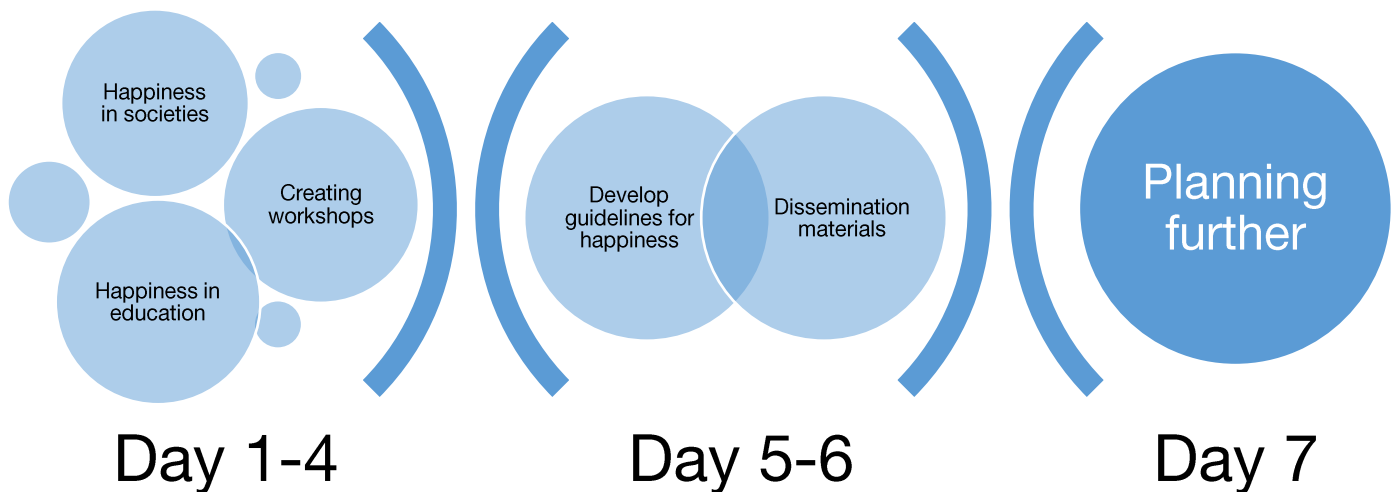 Happiness
in societies
Creating
workshops
Happiness in
education
Day 1-4
Develop
guidelines for
happiness
Dissemination
materials
Day 5-6
Planning
further
Day 7